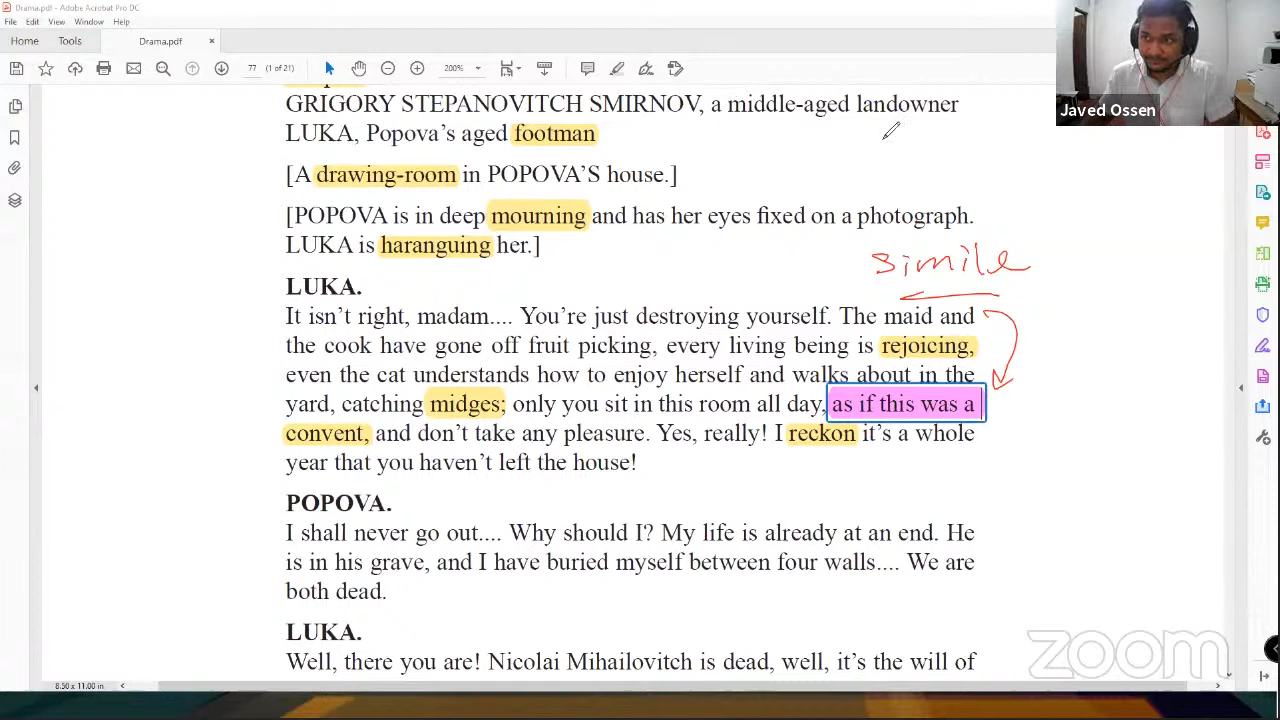 Drama.pdf - Adobe Acrobat Pro DC
File Edit View Window Help
Home Tools Drama.pdf ×
77 (1 of 21) 200%
Javed Ossen
GRIGORY STEPANOVITCH SMIRNOV, a middle-aged landowner
LUKA, Popova’s aged footman
[A drawing-room in POPOVA’S house.]
[POPOVA is in deep mourning and has her eyes fixed on a photograph.
LUKA is haranguing her.]
simile
LUKA.
It isn’t right, madam.... You’re just destroying yourself. The maid and
the cook have gone off fruit picking, every living being is rejoicing,
even the cat understands how to enjoy herself and walks about in the
yard, catching midges; only you sit in this room all day, as if this was a
convent, and don’t take any pleasure. Yes, really! I reckon it’s a whole
year that you haven’t left the house!
POPOVA.
I shall never go out.... Why should I? My life is already at an end. He
is in his grave, and I have buried myself between four walls.... We are
both dead.
LUKA.
Well, there you are! Nicolai Mihailovitch is dead, well, it’s the will of
zoom
8.50 x 11.00 in